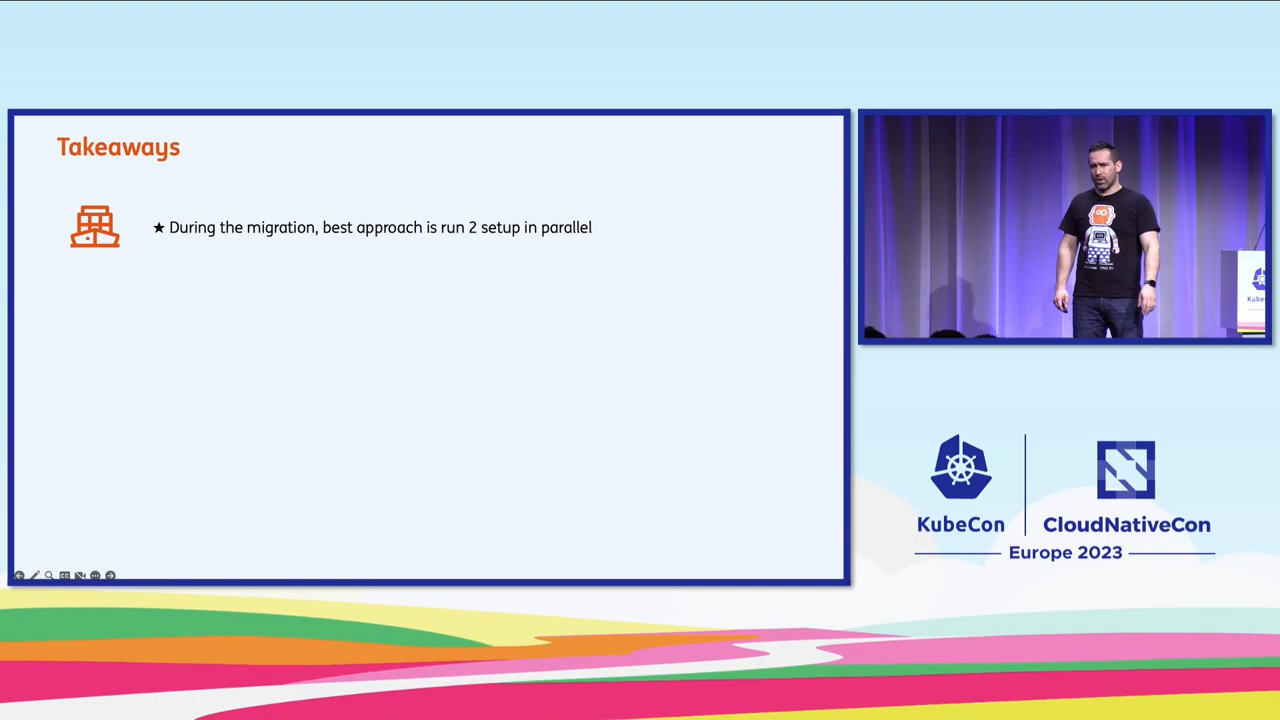 Takeaways
★ During the migration, best approach is run 2 setup in parallel
KubeCon
CloudNativeCon
Europe 2023